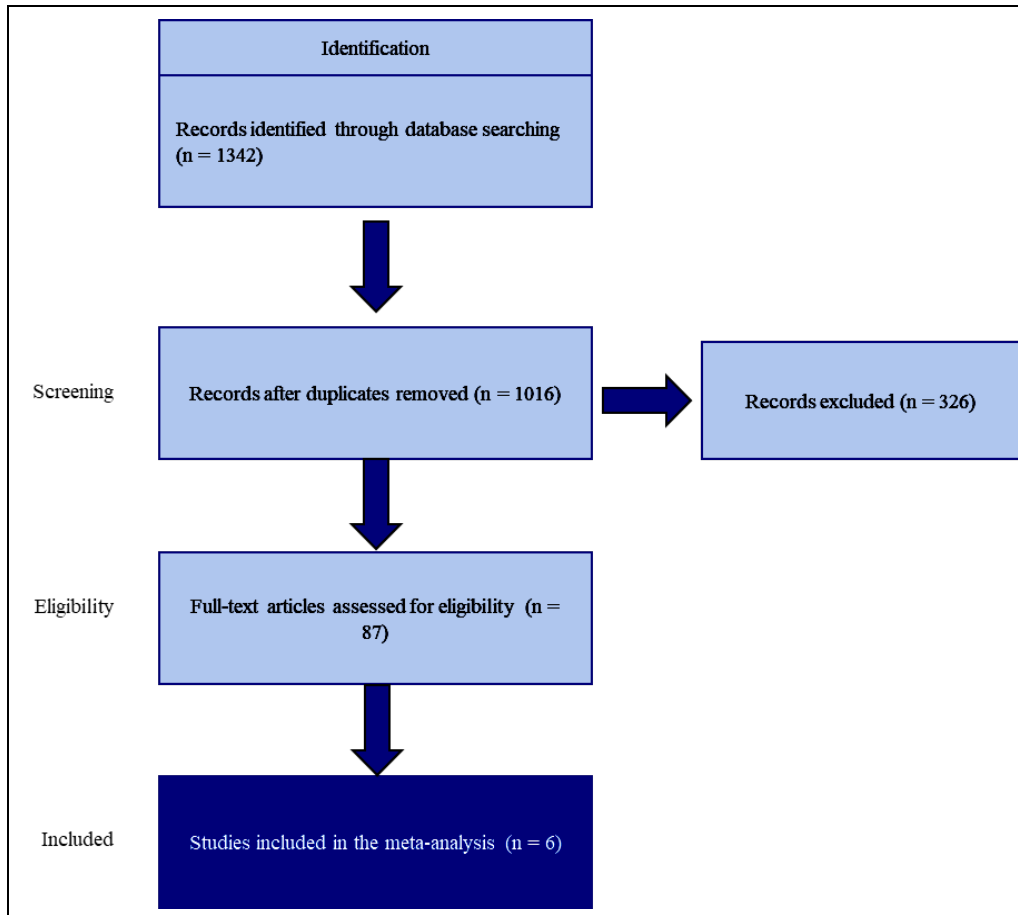 Identification
Records identified through database searching
(n = 1342)
Screening
Records after duplicates removed (n = 1016)
Records excluded (n = 326)
Eligibility
Full-text articles assessed for eligibility (n =
87)
Included
Studies included in the meta-analysis (n = 6)